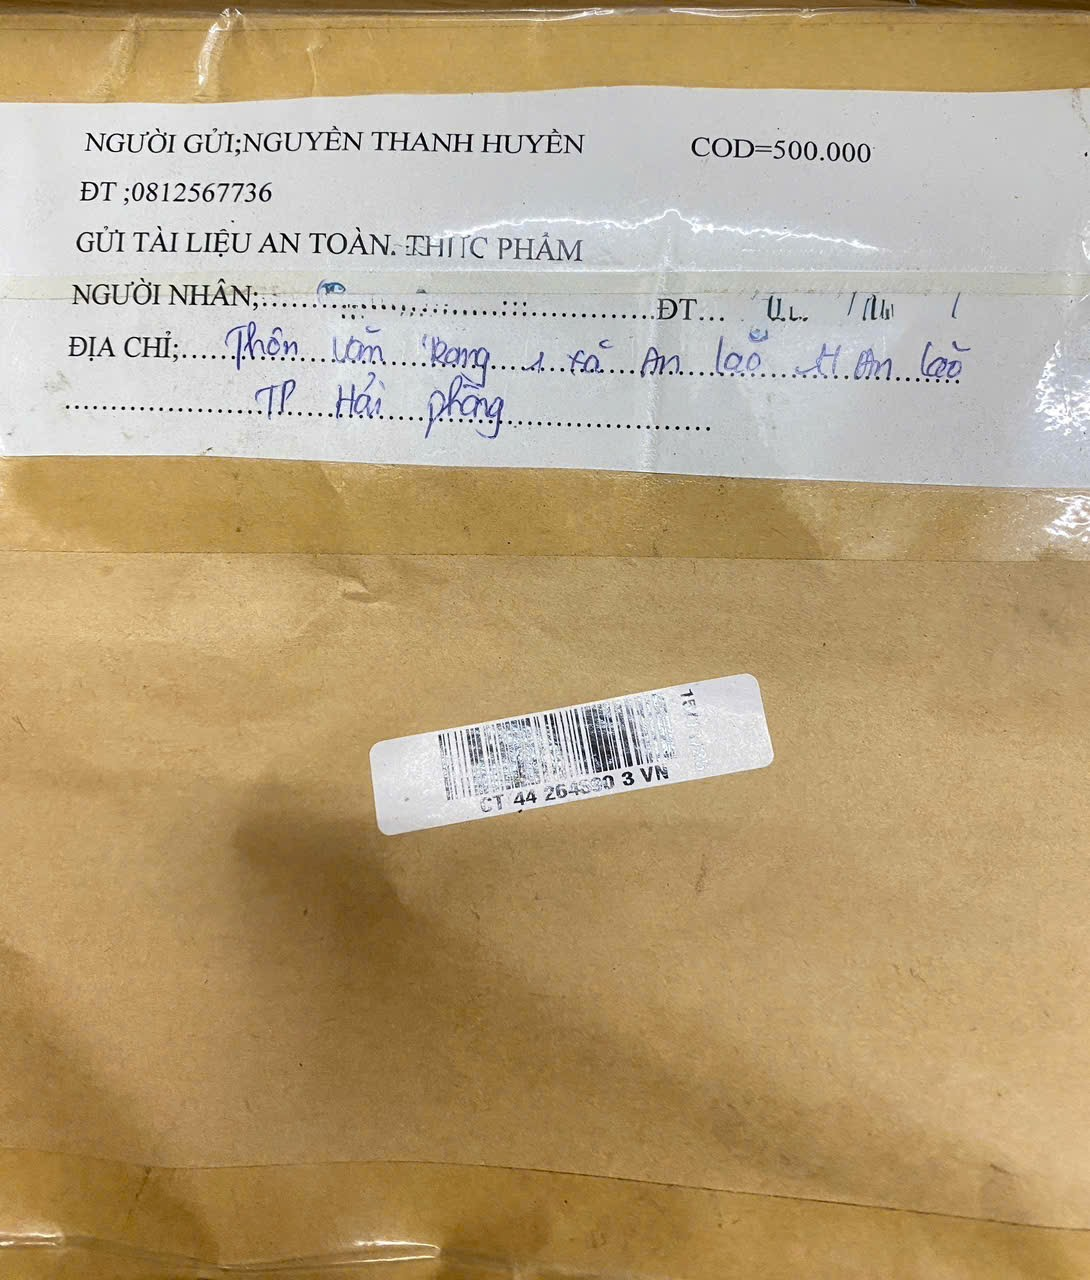 NGƯỜI GỬI;NGUYỄN THANH HUYỀN COD=500.000
ĐT ;0812567736
GỬI TÀI LIỆU AN TOÀN. THỰC PHẨM
NGƯỜI NHẬN;........................................ĐT...
ĐỊA CHỈ;.....Thôn Văn 1 xã An Lão H An Lão
TP Hải Phòng
CT 44 3 VN